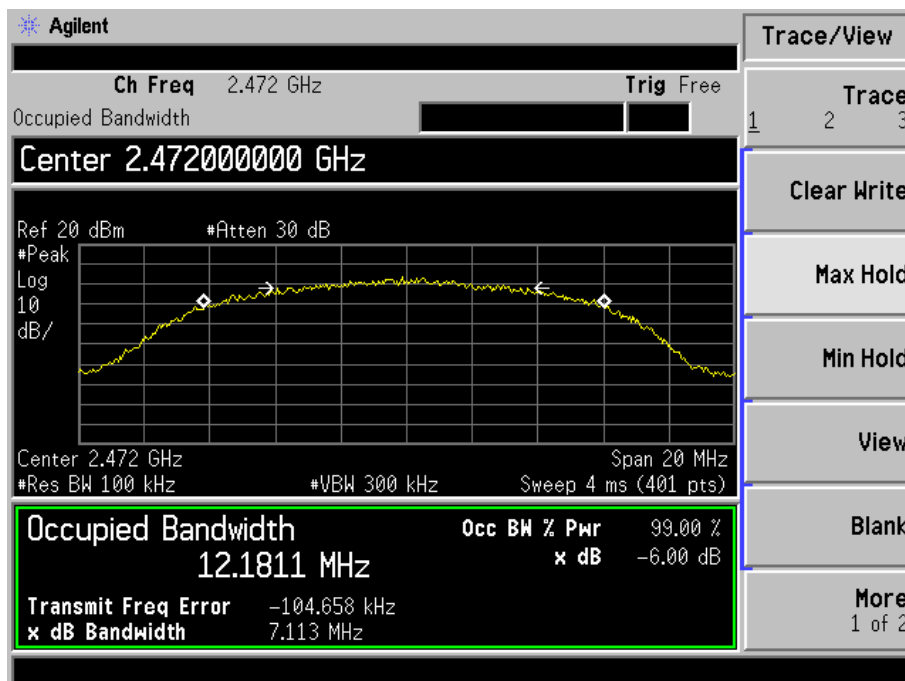 Agilent
Trace/View
Ch Freq 2.472 GHz Trig Free
Occupied Bandwidth
Trace
1 2 3
Center 2.472000000 GHz
Clear Write
Ref 20 dBm #Atten 30 dB
#Peak
Log
10
dB/
Max Hold
Min Hold
View
Center 2.472 GHz Span 20 MHz
#Res BW 100 kHz #VBW 300 kHz Sweep 4 ms (401 pts)
Occupied Bandwidth
12.1811 MHz
Occ BW % Pwr 99.00 %
x dB -6.00 dB
Blank
Transmit Freq Error -104.658 kHz
x dB Bandwidth 7.113 MHz
More
1 of 2